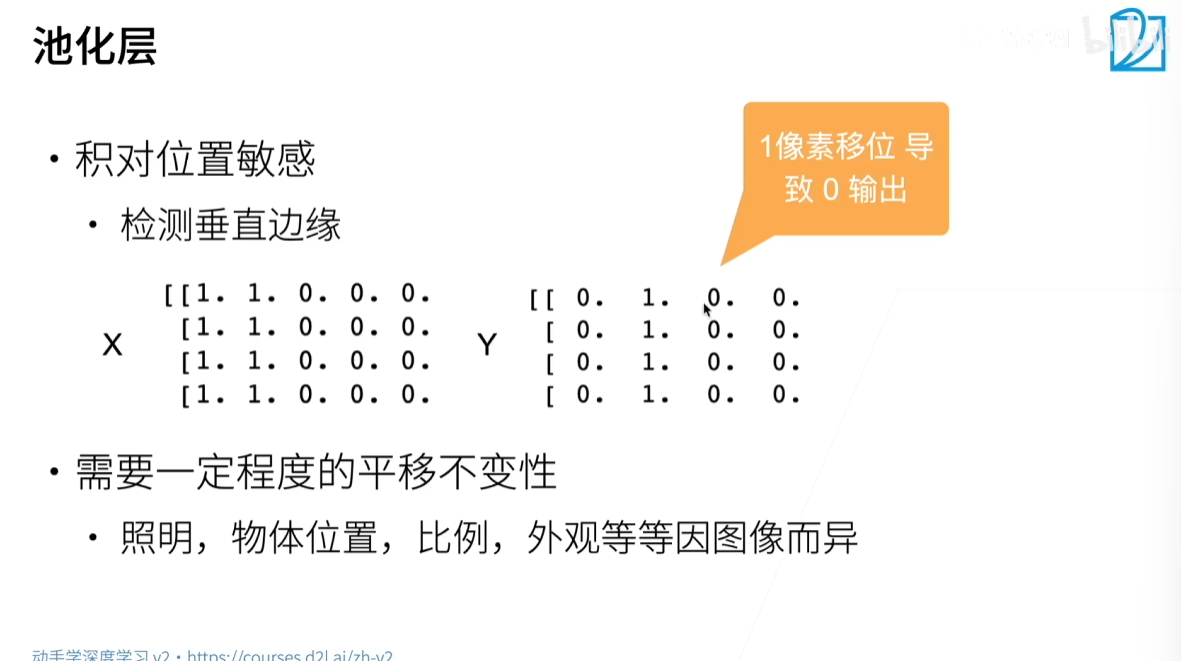 池化层
• 积对位置敏感
• 检测垂直边缘
1像素移位 导
致 0 输出
X
[[1. 1. 0. 0. 0.
[1. 1. 0. 0. 0.
[1. 1. 0. 0. 0.
[1. 1. 0. 0. 0.
Y
[[ 0. 1. 0. 0.
[ 0. 1. 0. 0.
[ 0. 1. 0. 0.
[ 0. 1. 0. 0.
• 需要一定程度的平移不变性
• 照明，物体位置，比例，外观等等因图像而异
动手学深度学习 v2 • https://courses.d2l.ai/zh-v2